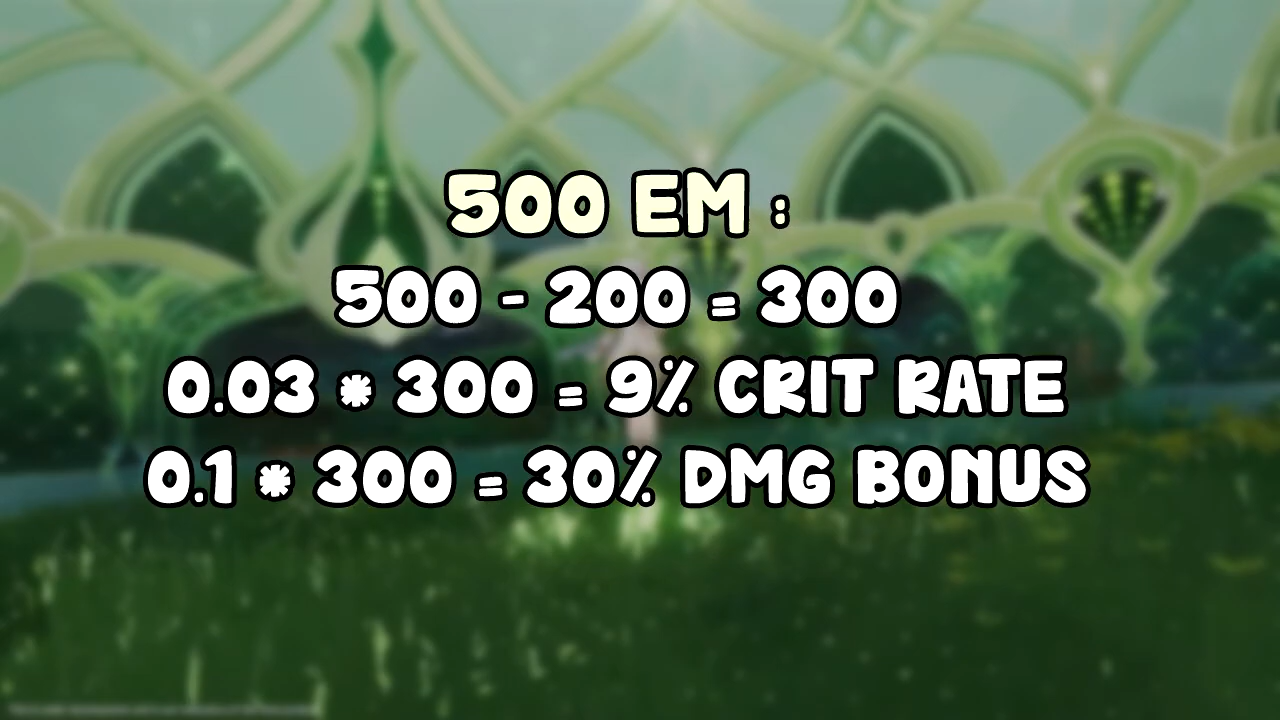 500 EM :
500 - 200 = 300
0.03 * 300 = 9% CRIT RATE
0.1 * 300 = 30% DMG BONUS